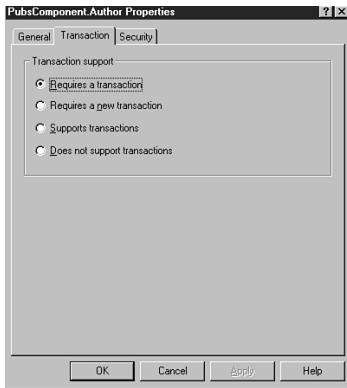 PubsComponent.Author Properties
General Transaction Security
Transaction support
Requires a transaction
Requires a new transaction
Supports transactions
Does not support transactions
OK Cancel Apply Help